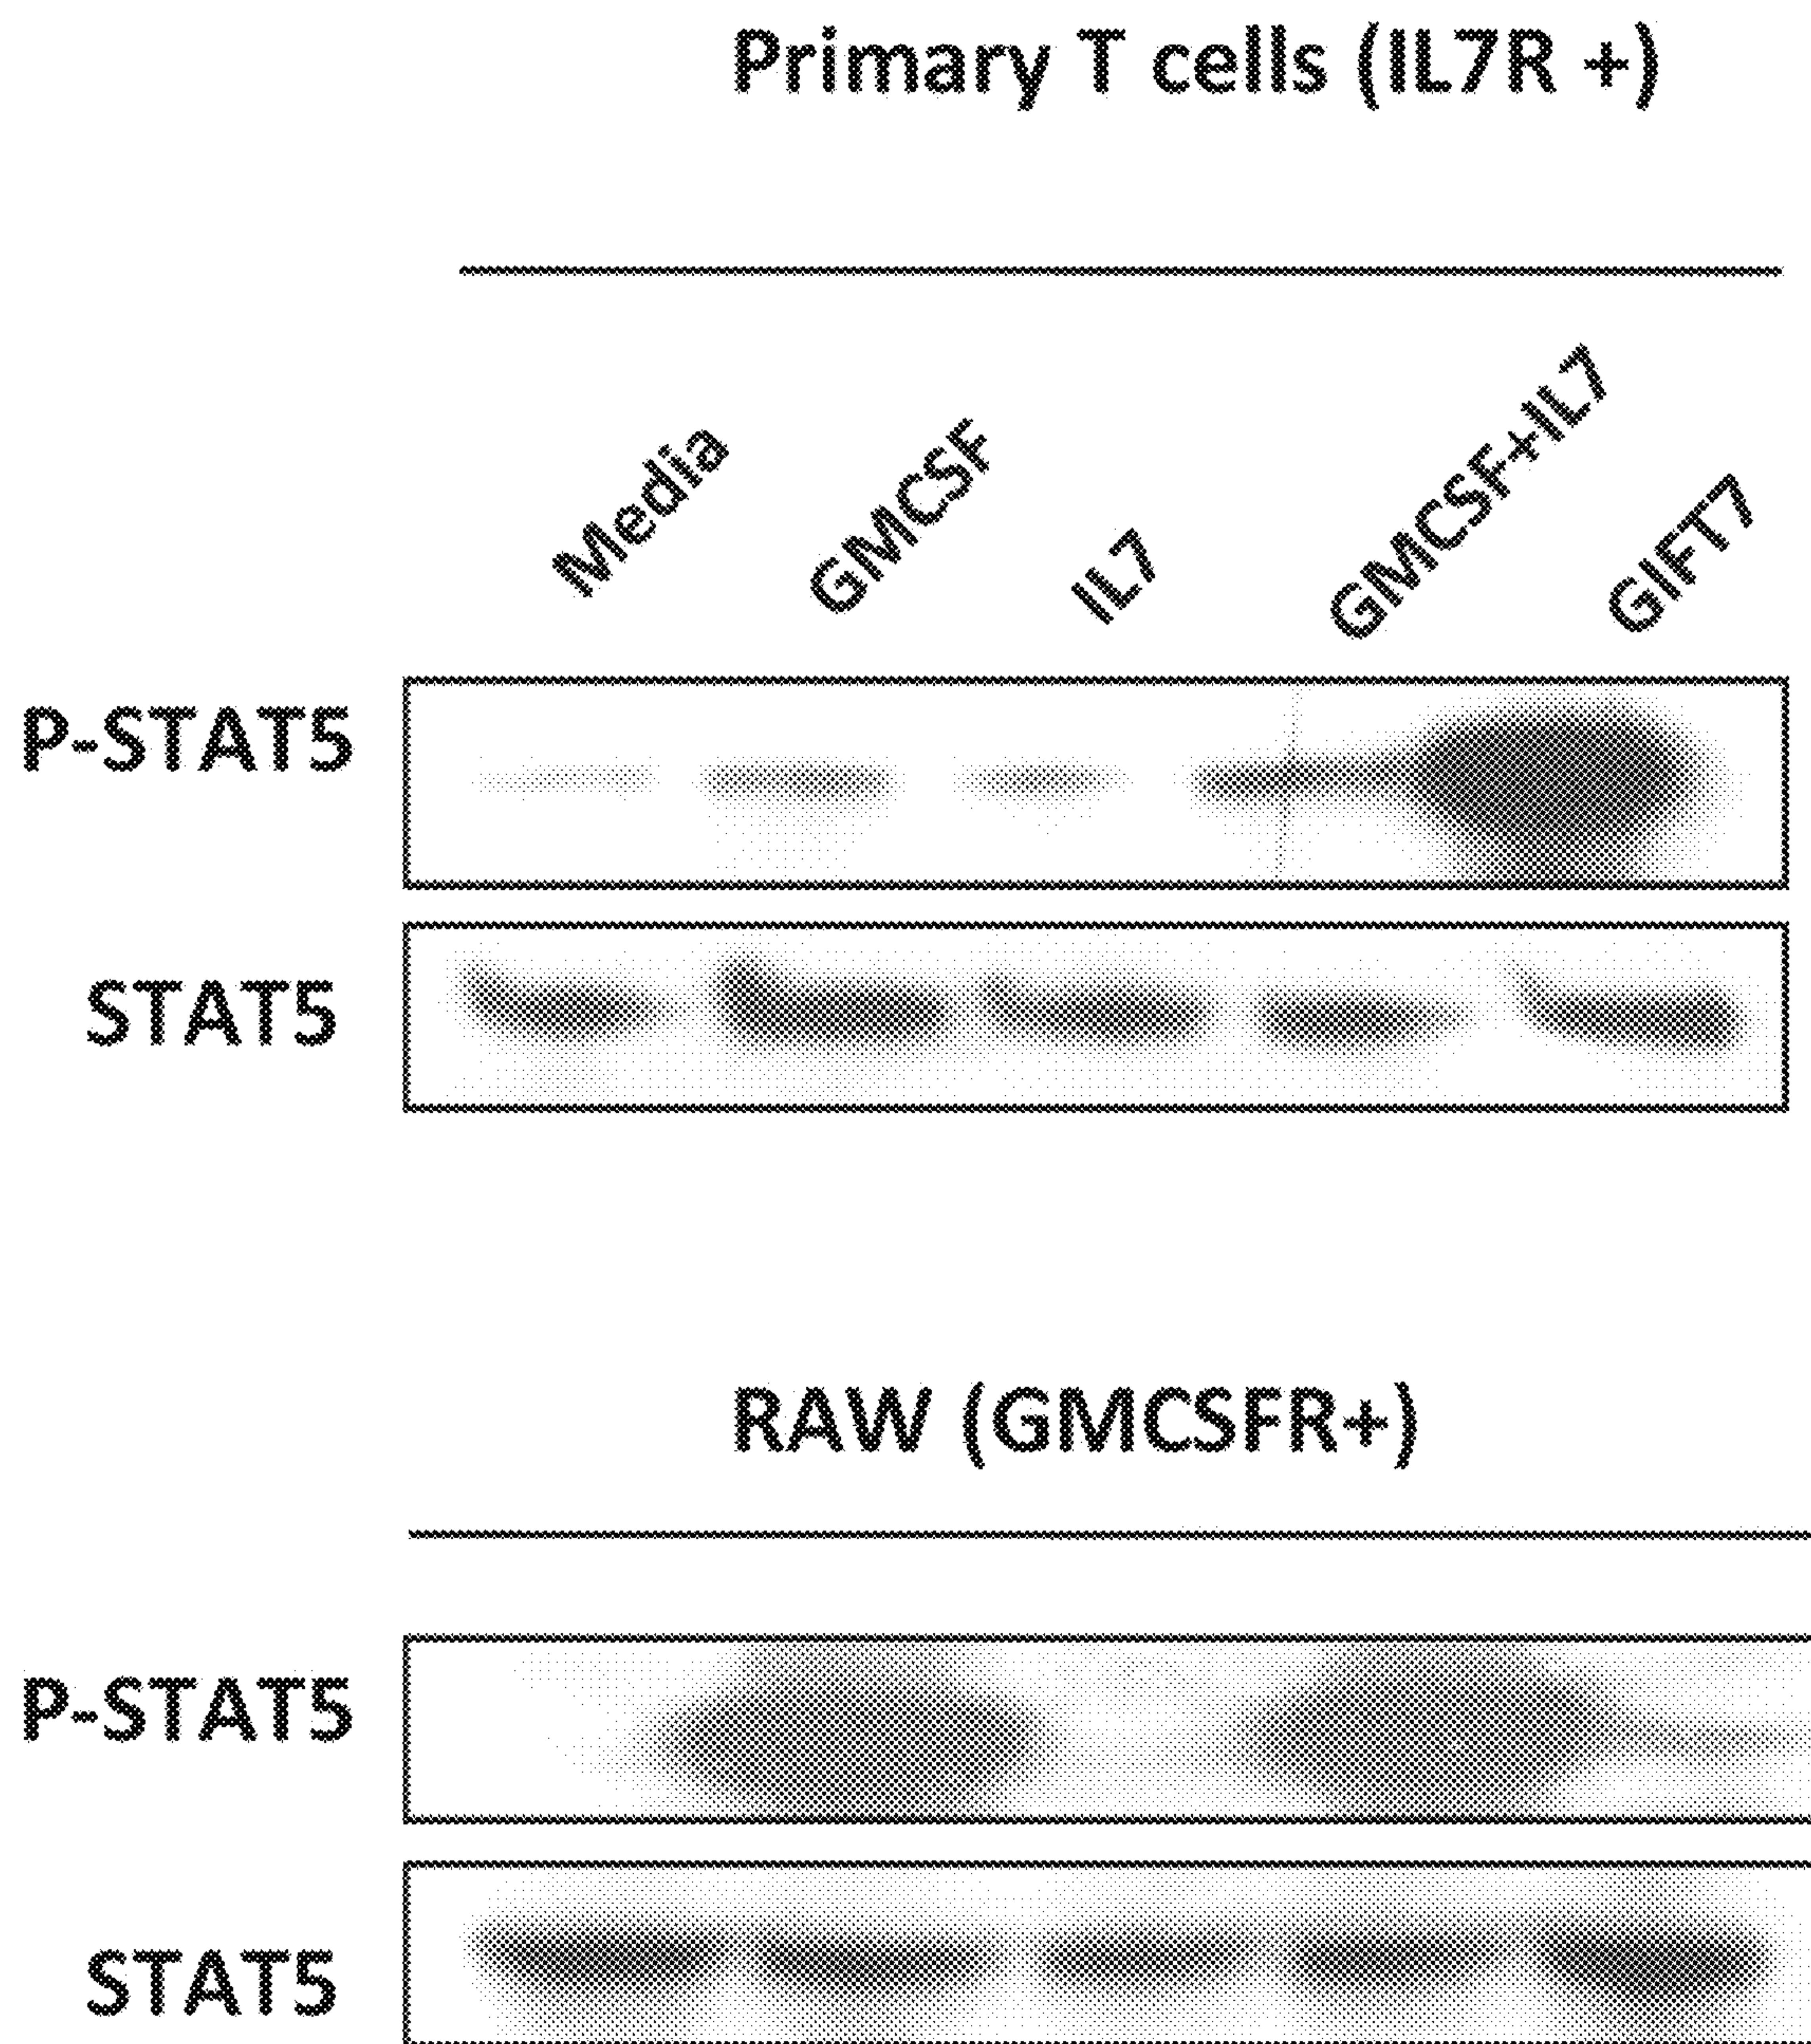 Primary T cells (IL7R +)
Media
GMCSF
IL7
GMCSF+IL7
GIFT7
P-STAT5
STAT5
RAW (GMCSFR+)
P-STAT5
STAT5